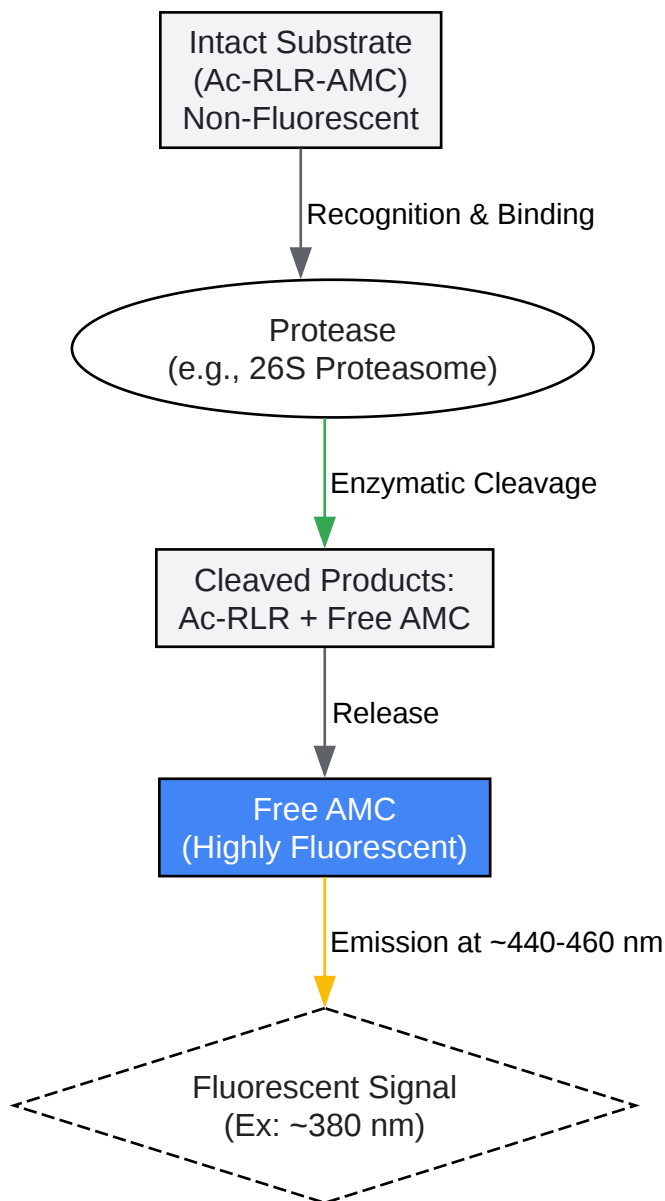 Intact Substrate
(Ac-RLR-AMC)
Non-Fluorescent
Recognition & Binding
Protease
(e.g., 26S Proteasome)
Enzymatic Cleavage
Cleaved Products:
Ac-RLR + Free AMC
Release
Free AMC
(Highly Fluorescent)
Emission at ~440-460 nm
Fluorescent Signal
(Ex: ~380 nm)